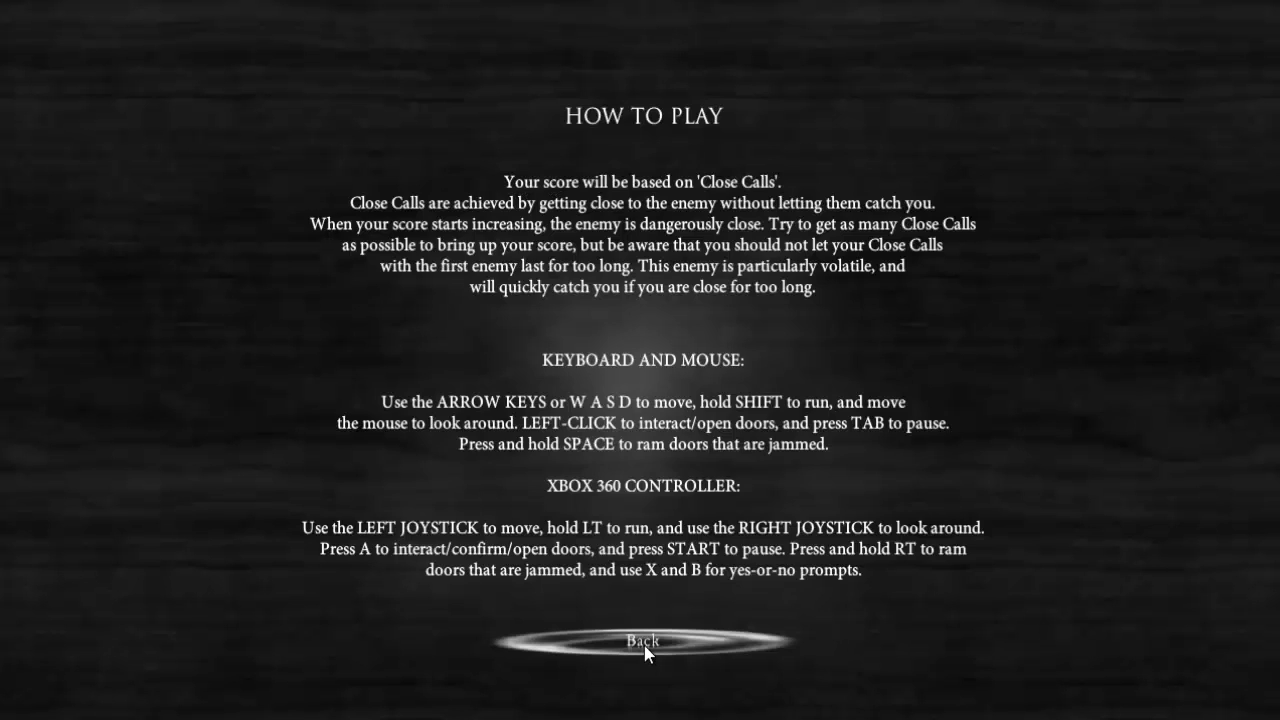 HOW TO PLAY
Your score will be based on 'Close Calls'.
Close Calls are achieved by getting close to the enemy without letting them catch you.
When your score starts increasing, the enemy is dangerously close. Try to get as many Close Calls
as possible to bring up your score, but be aware that you should not let your Close Calls
with the first enemy last for too long. This enemy is particularly volatile, and
will quickly catch you if you are close for too long.
KEYBOARD AND MOUSE:
Use the ARROW KEYS or W A S D to move, hold SHIFT to run, and move
the mouse to look around. LEFT-CLICK to interact/open doors, and press TAB to pause.
Press and hold SPACE to ram doors that are jammed.
XBOX 360 CONTROLLER:
Use the LEFT JOYSTICK to move, hold LT to run, and use the RIGHT JOYSTICK to look around.
Press A to interact/confirm/open doors, and press START to pause. Press and hold RT to ram
doors that are jammed, and use X and B for yes-or-no prompts.
Back